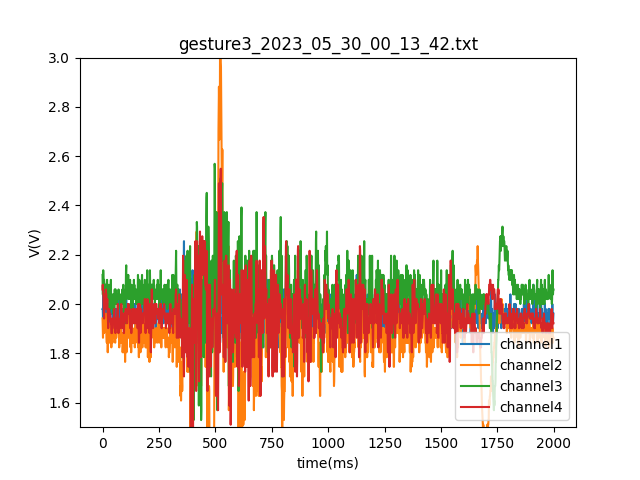 gesture3_2023_05_30_00_13_42.txt
3.0
2.8
2.6
2.4
2.2
2.0
1.8
1.6
V(V)
0 250 500 750 1000 1250 1500 1750 2000
time(ms)
channel1
channel2
channel3
channel4